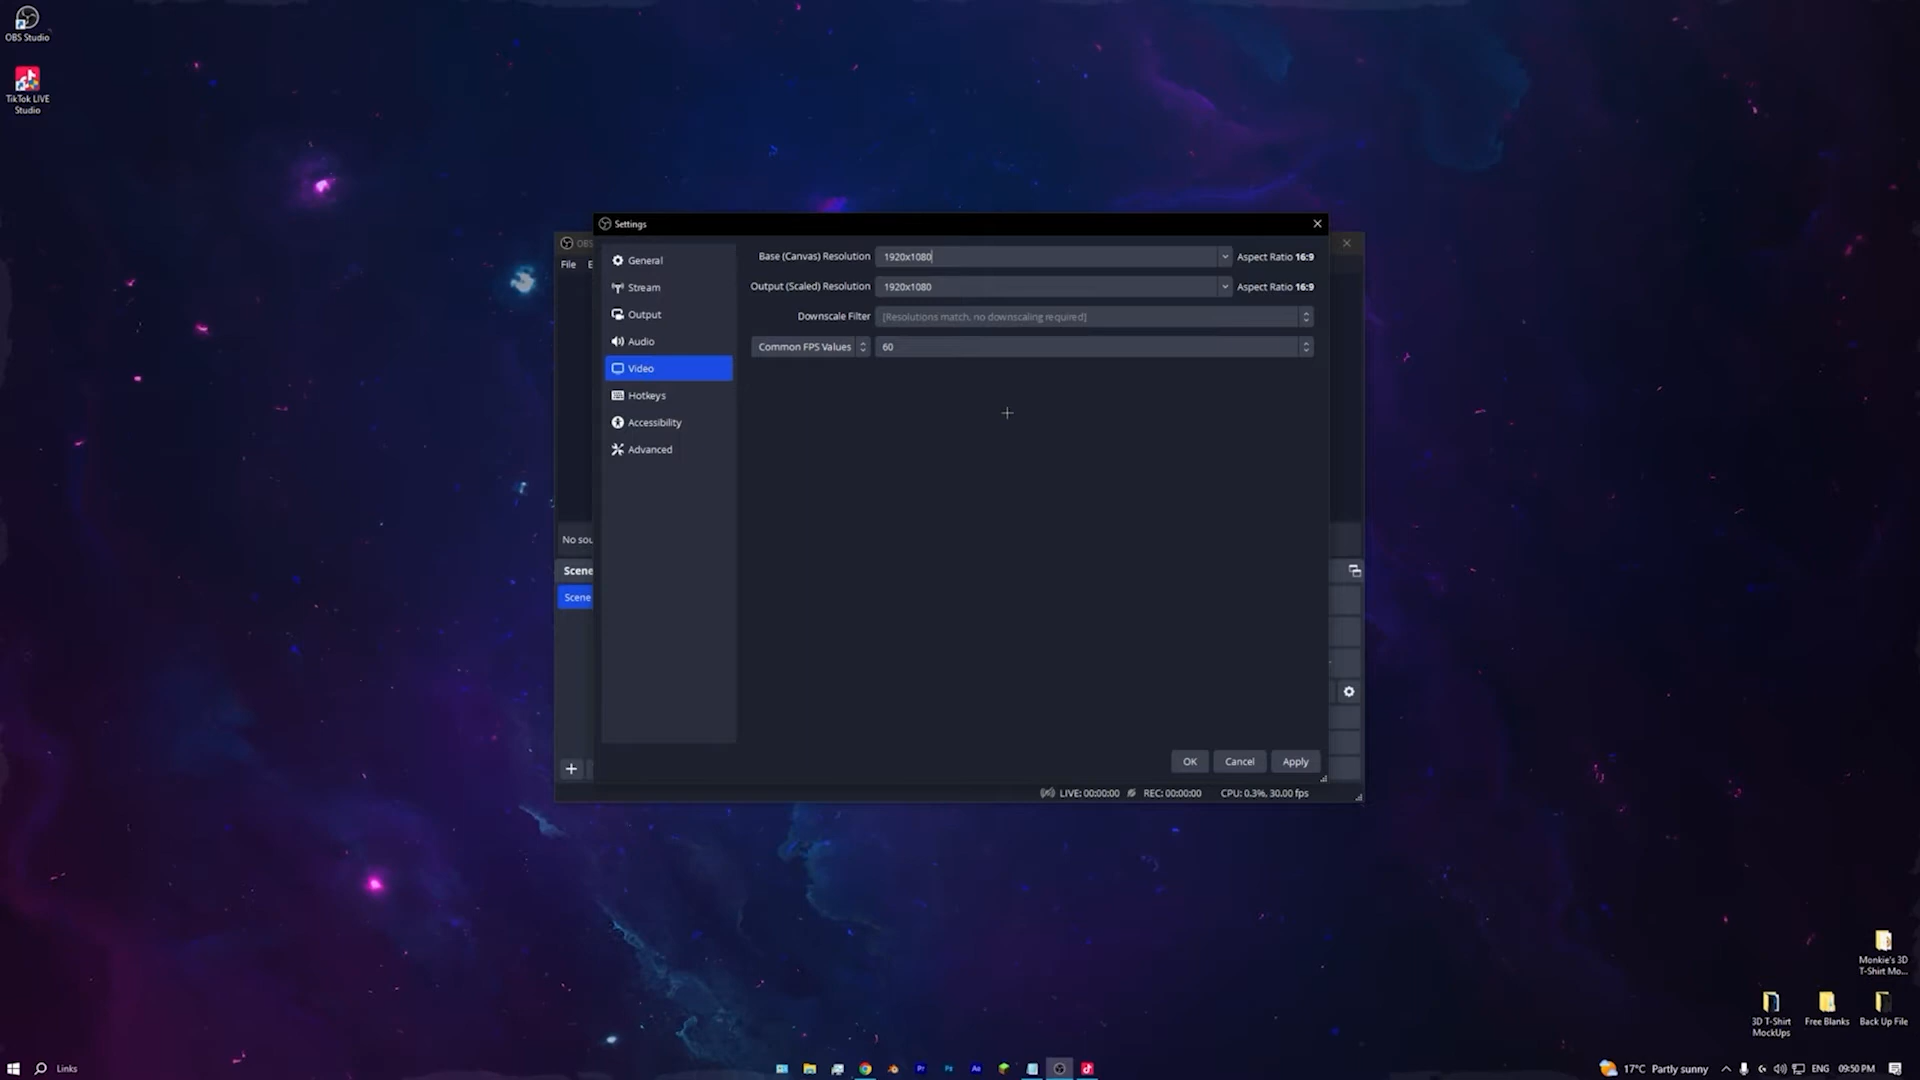 OBS Studio
TikTok LIVE
Studio
Settings
OBS
File
General
Stream
Output
Audio
Video
Hotkeys
Accessibility
Advanced
Base (Canvas) Resolution 1920x1080 Aspect Ratio 16:9
Output (Scaled) Resolution 1920x1080 Aspect Ratio 16:9
Downscale Filter [Resolutions match, no downscaling required]
Common FPS Values 60
No sou
Scene
Scene
OK Cancel Apply
LIVE: 00:00:00 REC: 00:00:00 CPU: 0.3%, 30.00 fps
Monkie's 3D
T-Shirt Mo...
3D T-Shirt
MockUps
Free Blanks
Back Up File
Links
Pr
Ps
Ae
17°C Partly sunny
ENG
09:50 PM